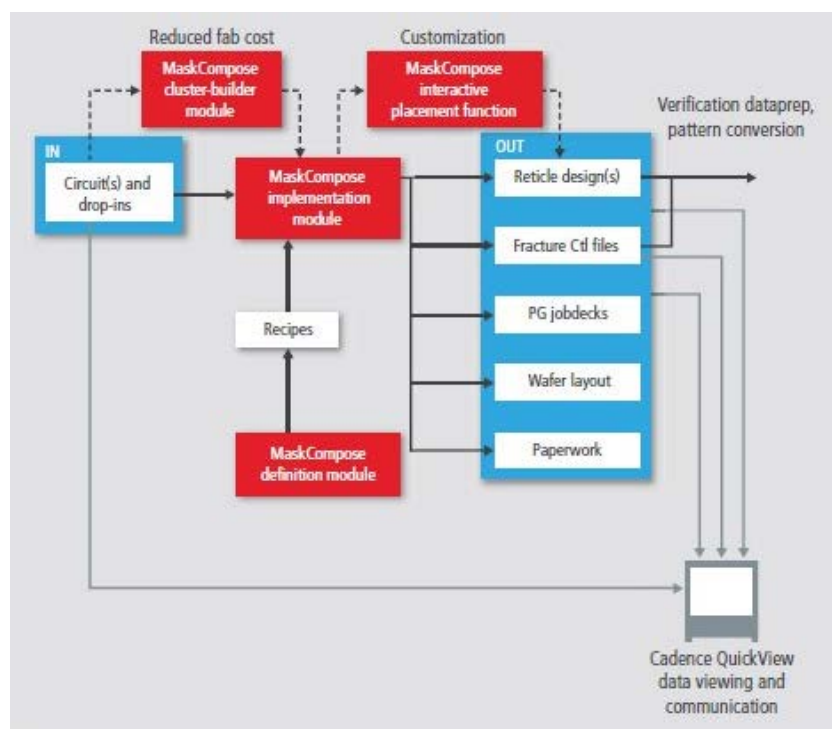 Reduced fab cost
Customization
MaskCompose
cluster-builder
module
MaskCompose
interactive
placement function
Verification dataprep,
pattern conversion
IN
Circuit(s) and
drop-ins
MaskCompose
implementation
module
OUT
Reticle design(s)
Fracture Ctl files
PG jobdecks
Wafer layout
Paperwork
Recipes
MaskCompose
definition module
Cadence QuickView
data viewing and
communication